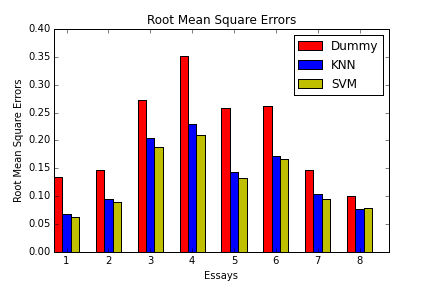 Root Mean Square Errors
Root Mean Square Errors
0.40
0.35
0.30
0.25
0.20
0.15
0.10
0.05
0.00
Dummy
KNN
SVM
1 2 3 4 5 6 7 8
Essays